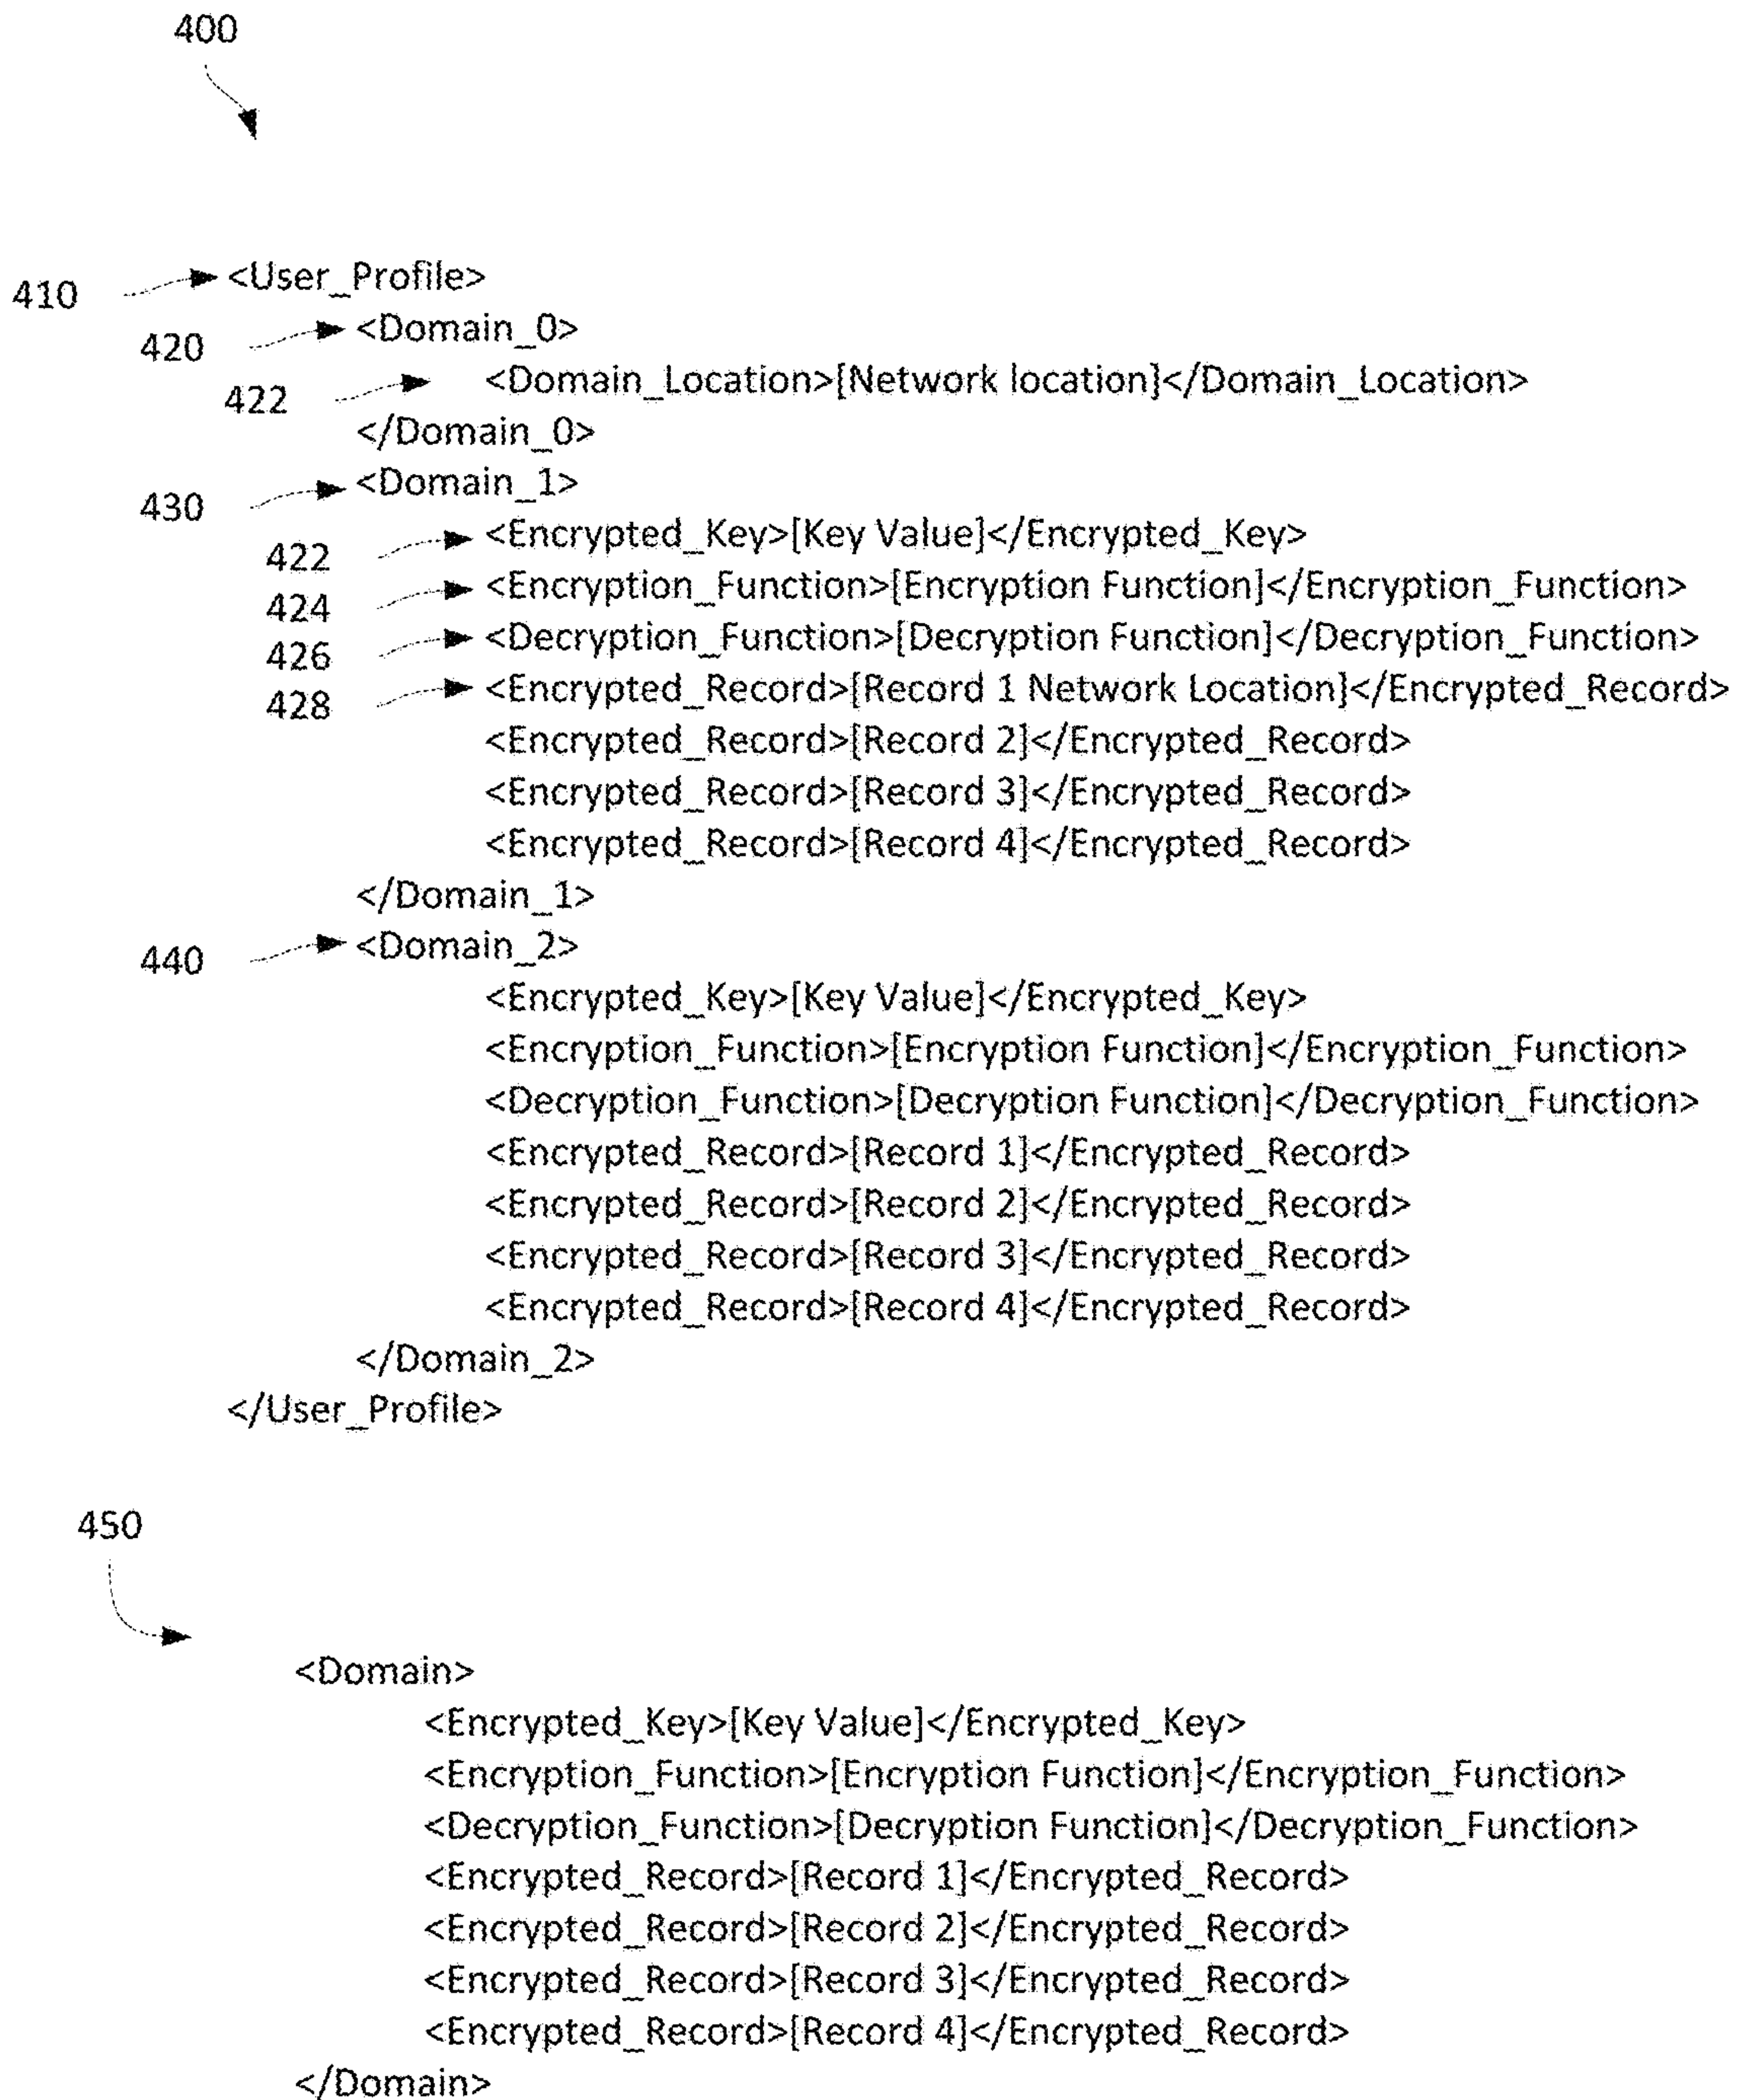 400
410 <User_Profile>
420 <Domain_0>
422 <Domain_Location>[Network location]</Domain_Location>
</Domain_0>
430 <Domain_1>
422 <Encrypted_Key>[Key Value]</Encrypted_Key>
424 <Encryption_Function>[Encryption Function]</Encryption_Function>
426 <Decryption_Function>[Decryption Function]</Decryption_Function>
428 <Encrypted_Record>[Record 1 Network Location]</Encrypted_Record>
<Encrypted_Record>[Record 2]</Encrypted_Record>
<Encrypted_Record>[Record 3]</Encrypted_Record>
<Encrypted_Record>[Record 4]</Encrypted_Record>
</Domain_1>
440 <Domain_2>
<Encrypted_Key>[Key Value]</Encrypted_Key>
<Encryption_Function>[Encryption Function]</Encryption_Function>
<Decryption_Function>[Decryption Function]</Decryption_Function>
<Encrypted_Record>[Record 1]</Encrypted_Record>
<Encrypted_Record>[Record 2]</Encrypted_Record>
<Encrypted_Record>[Record 3]</Encrypted_Record>
<Encrypted_Record>[Record 4]</Encrypted_Record>
</Domain_2>
</User_Profile>
450
<Domain>
<Encrypted_Key>[Key Value]</Encrypted_Key>
<Encryption_Function>[Encryption Function]</Encryption_Function>
<Decryption_Function>[Decryption Function]</Decryption_Function>
<Encrypted_Record>[Record 1]</Encrypted_Record>
<Encrypted_Record>[Record 2]</Encrypted_Record>
<Encrypted_Record>[Record 3]</Encrypted_Record>
<Encrypted_Record>[Record 4]</Encrypted_Record>
</Domain>